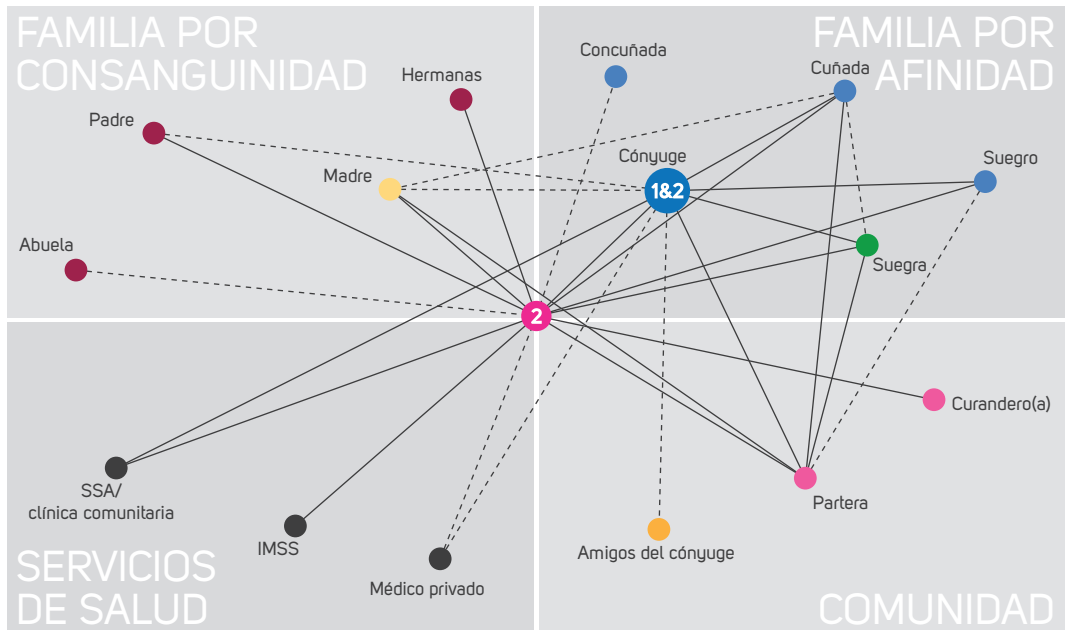 FAMILIA POR
CONSANGUINIDAD
FAMILIA POR
AFINIDAD
Concuñada
Hermanas
Cuñada
Padre
Madre
Cónyuge
Suegro
1&2
Abuela
Suegra
2
Curandero(a)
SSA/
clínica comunitaria
Partera
IMSS
Amigos del cónyuge
Médico privado
SERVICIOS
DE SALUD
COMUNIDAD